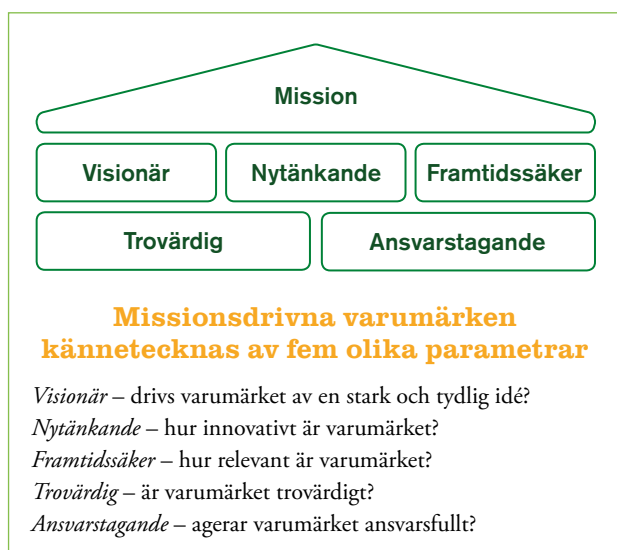 Mission
Visionär
Nytänkande
Framtidssäker
Trovärdig
Ansvarstagande
Missionsdrivna varumärken
kännetecknas av fem olika parametrar
Visionär – drivs varumärket av en stark och tydlig idé?
Nytänkande – hur innovativt är varumärket?
Framtidssäker – hur relevant är varumärket?
Trovärdig – är varumärket trovärdigt?
Ansvarstagande – agerar varumärket ansvarsfullt?